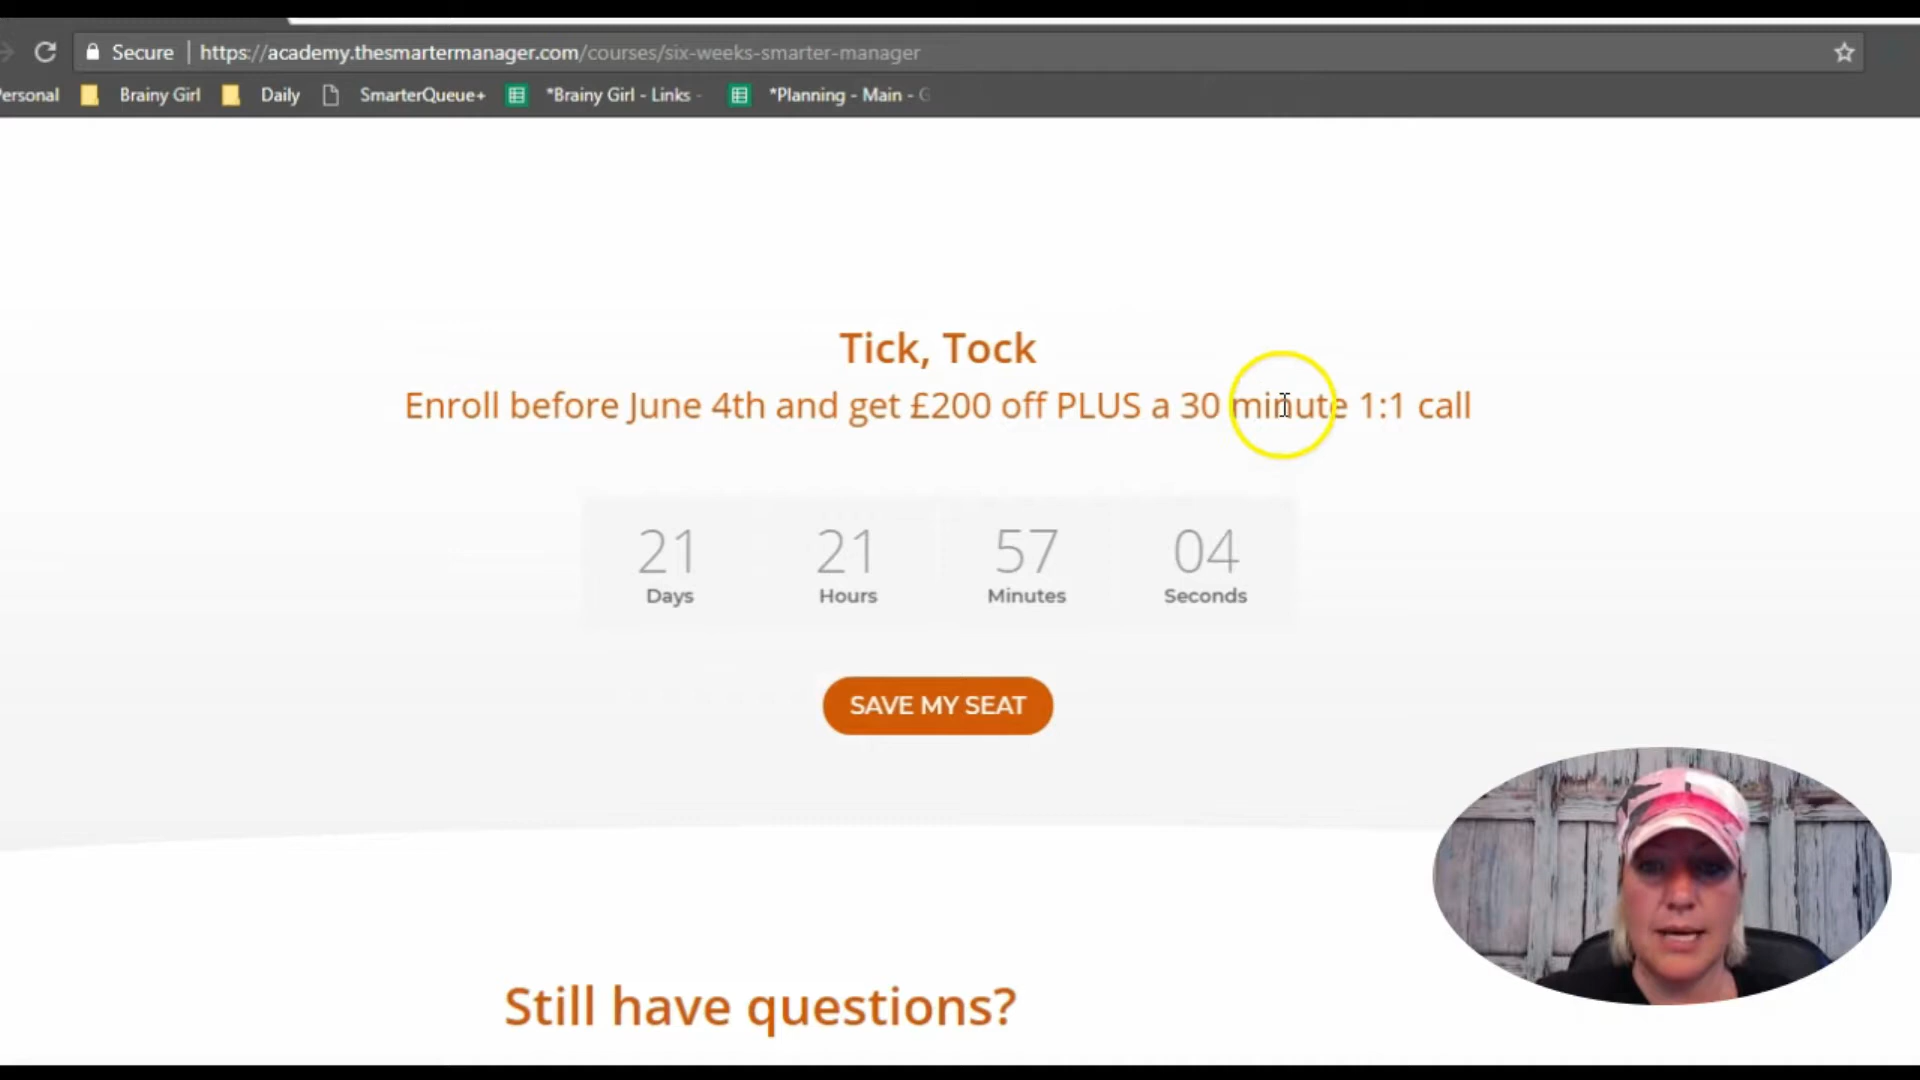 Secure https://academy.thesmartermanager.com/courses/six-weeks-smarter-manager
ersonal Brainy Girl Daily SmarterQueue+ *Brainy Girl - Links - *Planning - Main - G
Tick, Tock
Enroll before June 4th and get £200 off PLUS a 30 minute 1:1 call
21 21 57 04
Days Hours Minutes Seconds
SAVE MY SEAT
Still have questions?